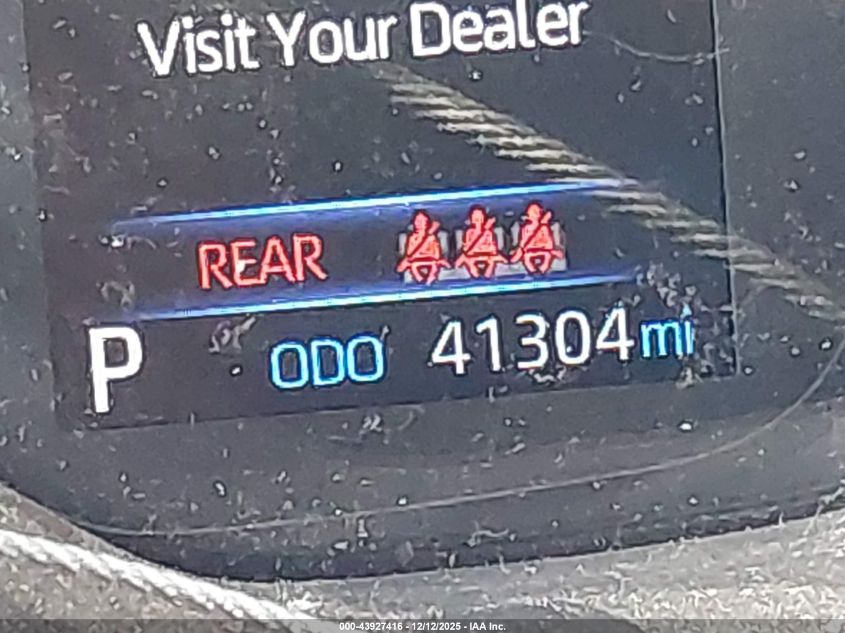 Visit Your Dealer
REAR
P ODO 41304 mi
000-43927416 - 12/12/2025 - IAA Inc.